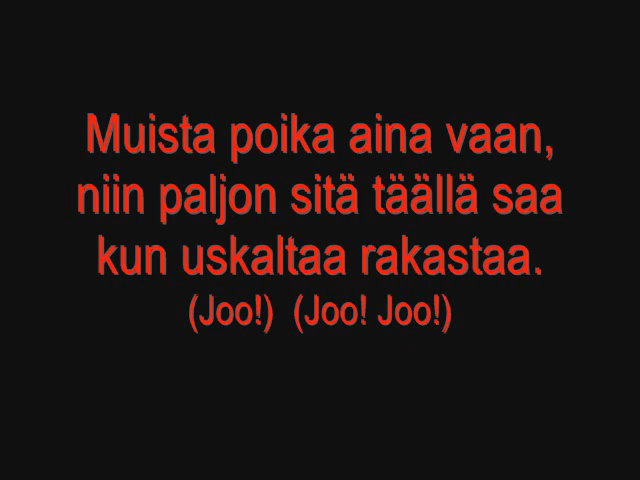 Muista poika aina vaan,
niin paljon sitä täällä saa
kun uskaltaa rakastaa.
(Joo!) (Joo! Joo!)